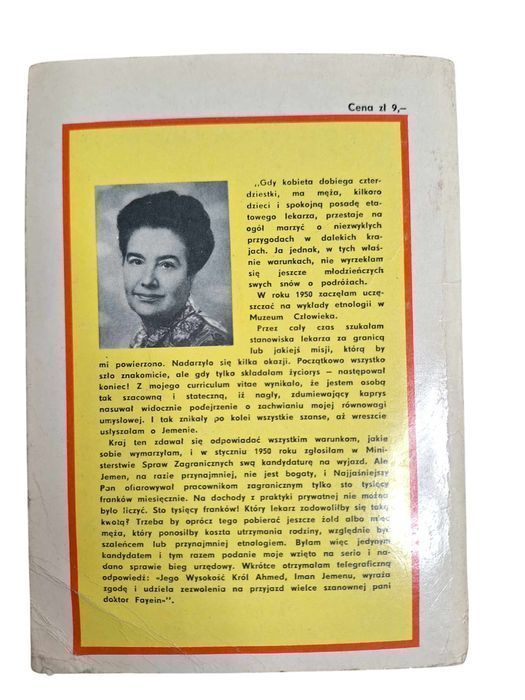 Cena zł 9,—
„Gdy kobieta dobiega czter-
dziestki, ma męża, kilkoro
dzieci i spokojną posadę eta-
towego lekarza, przestaje na
ogół marzyć o niezwykłych
przygodach w dalekich kra-
jach. Ja jednak, w tych właś-
nie warunkach, nie wyrzekłam
się jeszcze młodzieńczych
swych snów o podróżach.
W roku 1950 zaczęłam uczę-
szczać na wykłady etnologii w
Muzeum Człowieka.
Przez cały czas szukałam
stanowiska lekarza za granicą
lub jakiejś misji, którą by
mi powierzono. Nadarzyło się kilka okazji. Początkowo wszystko
szło znakomicie, ale gdy tylko składałam życiorys — następował
koniec! Z mojego curriculum vitae wynikało, że jestem osobą
tak szacowną i stateczną, iż nagły, zdumiewający kaprys
nasuwał widocznie podejrzenie o zachwianiu mojej równowagi
umysłowej. I tak znikały po kolei wszystkie szanse, aż wreszcie
usłyszałam o Jemenie.
Kraj ten zdawał się odpowiadać wszystkim warunkom, jakie
sobie wymarzyłam, i w styczniu 1950 roku zgłosiłam w Mini-
sterstwie Spraw Zagranicznych swą kandydaturę na wyjazd. Ale
Jemen, na razie przynajmniej, nie jest bogaty, i Najjaśniejszy
Pan ofiarowywał pracownikom zagranicznym tylko sto tysięcy
franków miesięcznie. Na dochody z praktyki prywatnej nie można
było liczyć. Sto tysięcy franków! Który lekarz zadowoliłby się taką
kwotą? Trzeba by oprócz tego pobierać jeszcze żołd albo mieć
męża, który ponosiłby koszta utrzymania rodziny, względnie być
szaleńcem lub przynajmniej etnologiem. Byłam więc jedynym
kandydatem i tym razem podanie moje wzięto na serio i na-
dano sprawie bieg urzędowy. Wkrótce otrzymałam telegraficzną
odpowiedź: «Jego Wysokość Król Ahmed, Iman Jemenu, wyraża
zgodę i udziela zezwolenia na przyjazd wielce szanownej pani
doktor Fayein»”.